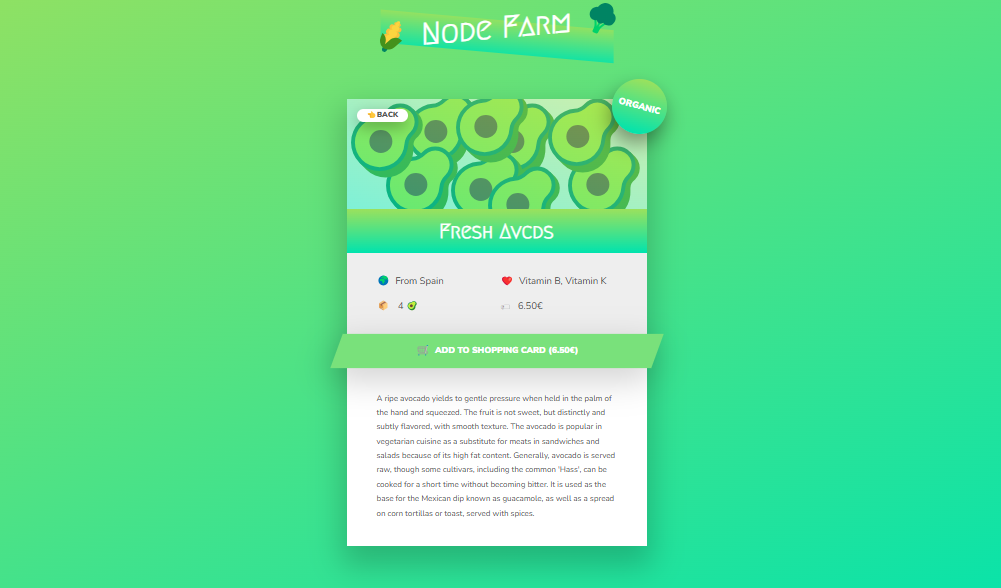 Node Farm
ORGANIC
👈BACK
Fresh Avcds
🌍 From Spain
❤️ Vitamin B, Vitamin K
📦 4 🥑
🏷 6.50€
🛒 ADD TO SHOPPING CARD (6.50€)
A ripe avocado yields to gentle pressure when held in the palm of
the hand and squeezed. The fruit is not sweet, but distinctly and
subtly flavored, with smooth texture. The avocado is popular in
vegetarian cuisine as a substitute for meats in sandwiches and
salads because of its high fat content. Generally, avocado is served
raw, though some cultivars, including the common 'Hass', can be
cooked for a short time without becoming bitter. It is used as the
base for the Mexican dip known as guacamole, as well as a spread
on corn tortillas or toast, served with spices.